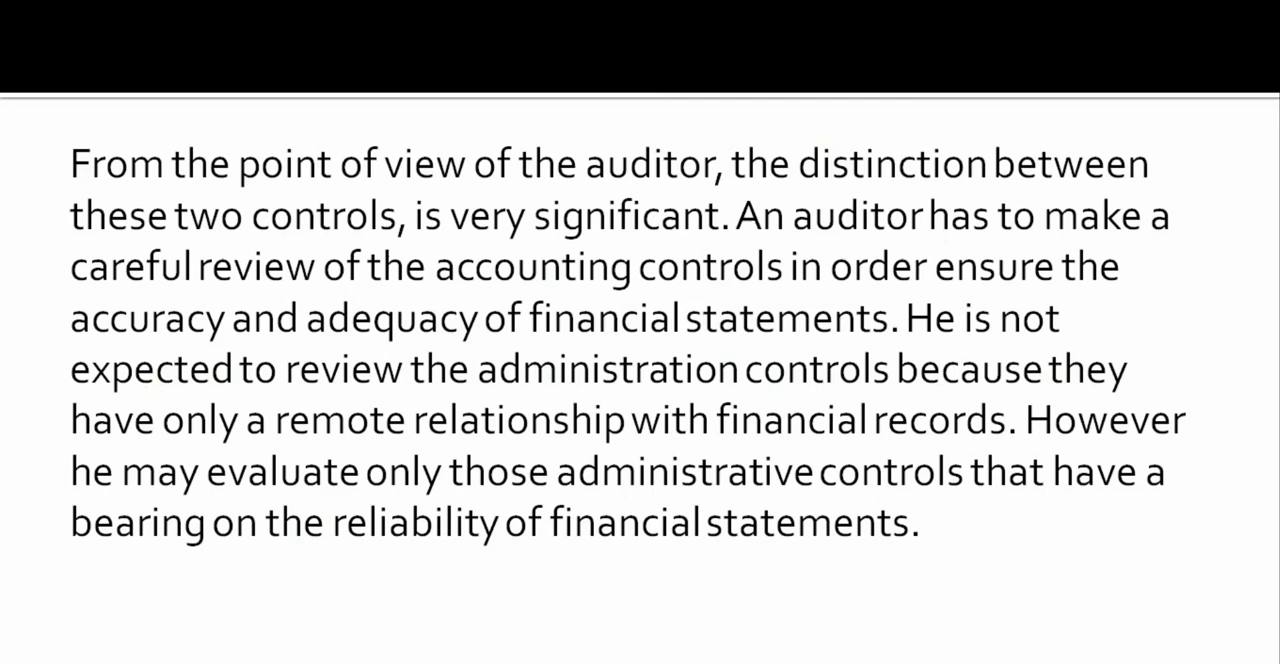 From the point of view of the auditor, the distinction between
these two controls, is very significant. An auditor has to make a
careful review of the accounting controls in order ensure the
accuracy and adequacy of financial statements. He is not
expected to review the administration controls because they
have only a remote relationship with financial records. However
he may evaluate only those administrative controls that have a
bearing on the reliability of financial statements.